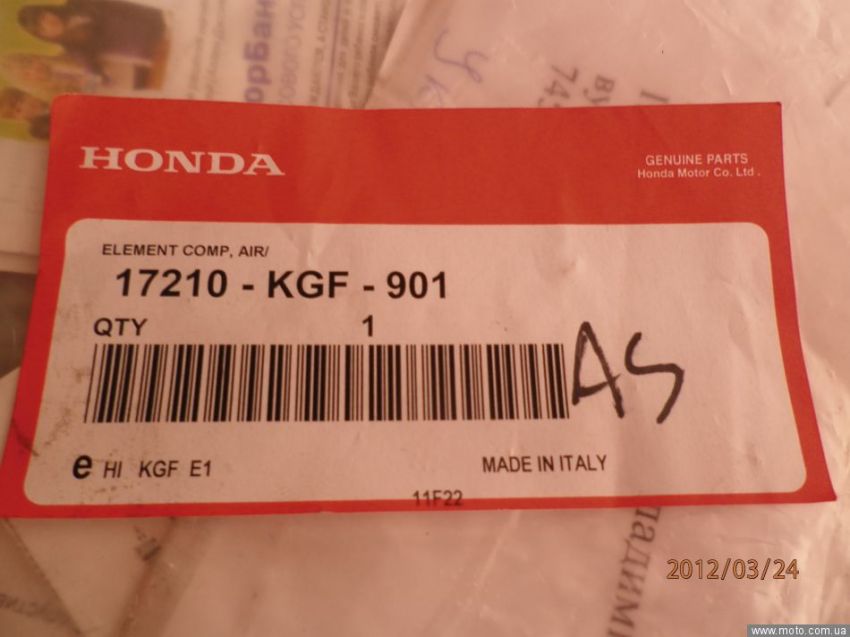 HONDA
GENUINE PARTS
Honda Motor Co. Ltd .
ELEMENT COMP, AIR/
17210 - KGF - 901
QTY 1
AS
e HI KGF E1
MADE IN ITALY
11F22
2012/03/24
www.moto.com.ua